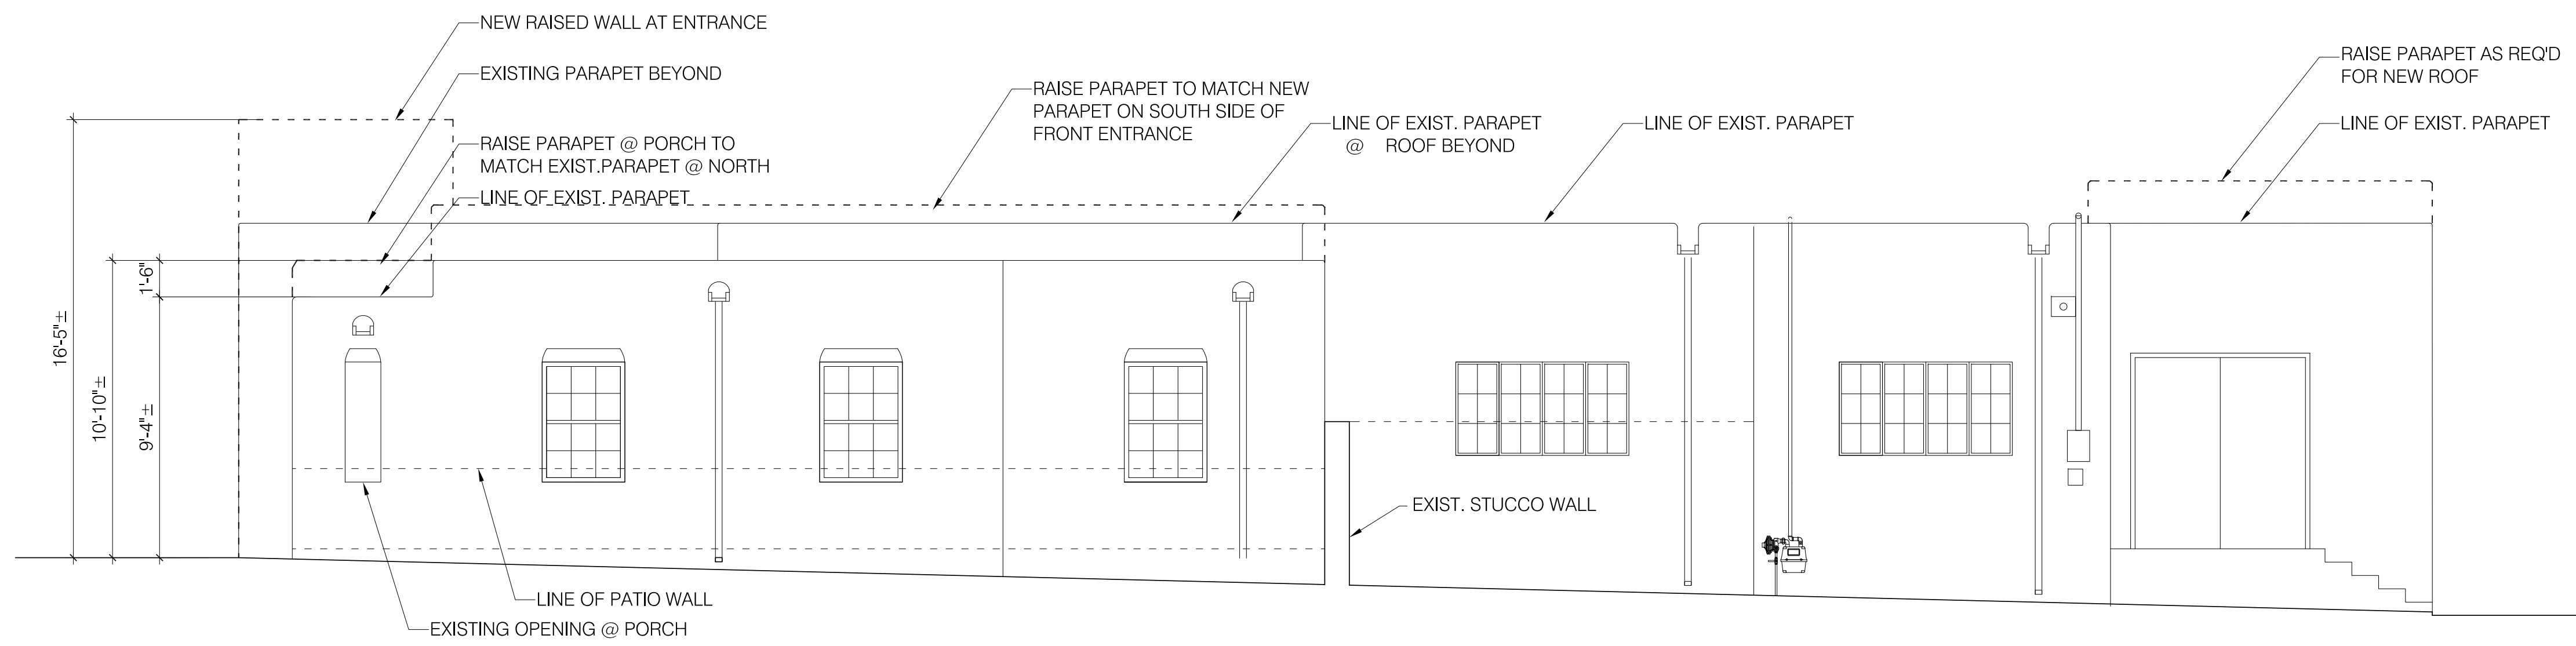 NEW RAISED WALL AT ENTRANCE
EXISTING PARAPET BEYOND
RAISE PARAPET @ PORCH TO
MATCH EXIST.PARAPET @ NORTH
LINE OF EXIST. PARAPET
RAISE PARAPET TO MATCH NEW
PARAPET ON SOUTH SIDE OF
FRONT ENTRANCE
LINE OF EXIST. PARAPET
@ ROOF BEYOND
LINE OF EXIST. PARAPET
RAISE PARAPET AS REQ'D
FOR NEW ROOF
LINE OF EXIST. PARAPET
16'-5"±
10'-10"±
1'-6"
9'-4"±
EXIST. STUCCO WALL
LINE OF PATIO WALL
EXISTING OPENING @ PORCH